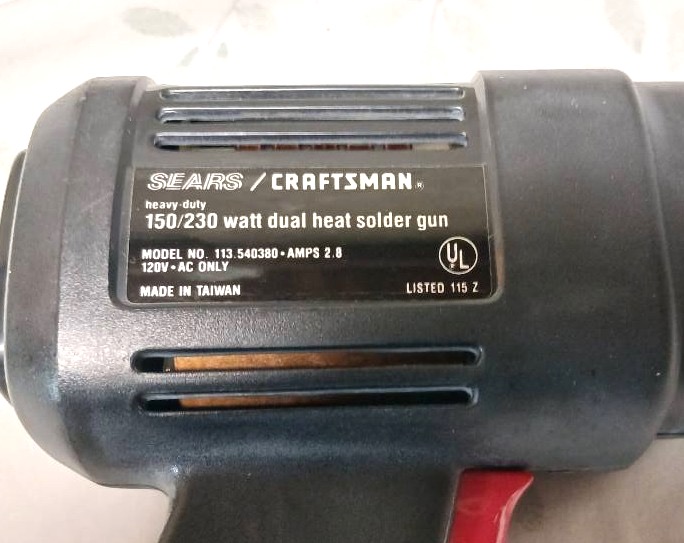 SEARS / CRAFTSMAN®
heavy-duty
150/230 watt dual heat solder gun
MODEL NO. 113.540380 • AMPS 2.8
120V • AC ONLY
UL
MADE IN TAIWAN
LISTED 115 Z